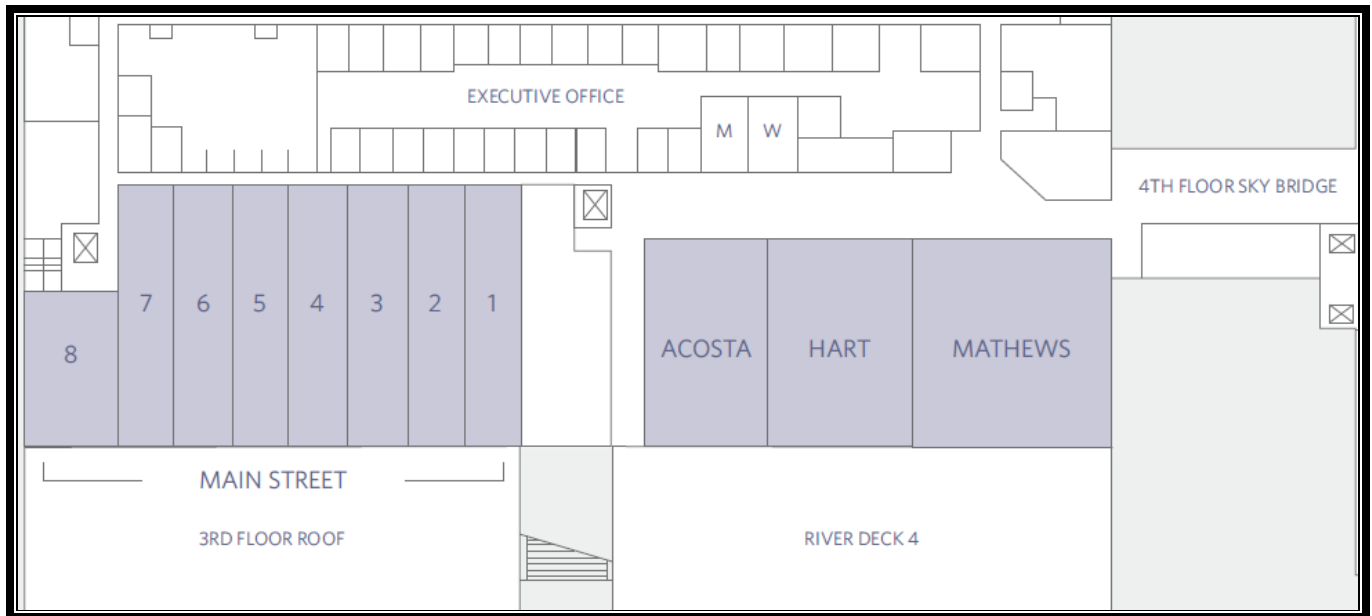 EXECUTIVE OFFICE
M
W
4TH FLOOR SKY BRIDGE
7
6
5
4
3
2
1
8
ACOSTA
HART
MATHEWS
MAIN STREET
3RD FLOOR ROOF
RIVER DECK 4